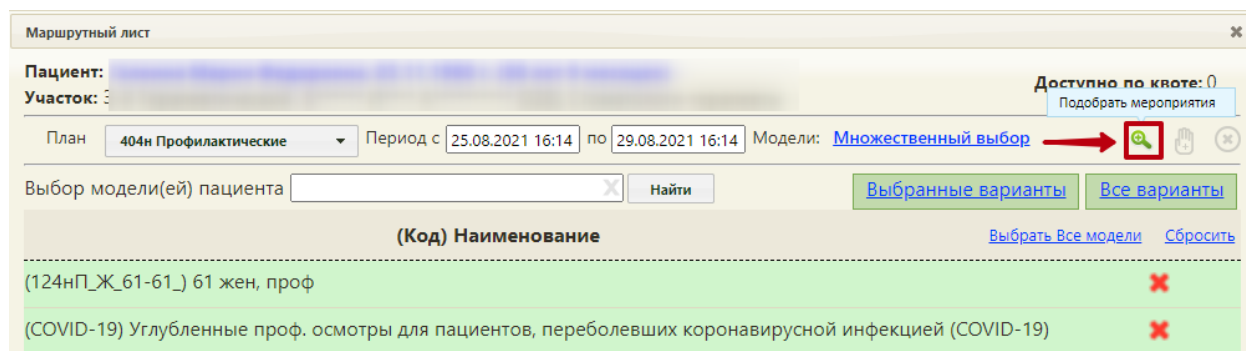 Маршрутный лист
Пациент:
Участок:
Доступно по квоте: 0
Подобрать мероприятия
План 404н Профилактические Период с 25.08.2021 16:14 по 29.08.2021 16:14 Модели: Множественный выбор
Выбор модели(ей) пациента Найти Выбранные варианты Все варианты
(Код) Наименование Выбрать Все модели Сбросить
(124нП_Ж_61-61_) 61 жен, проф
(COVID-19) Углубленные проф. осмотры для пациентов, переболевших коронавирусной инфекцией (COVID-19)